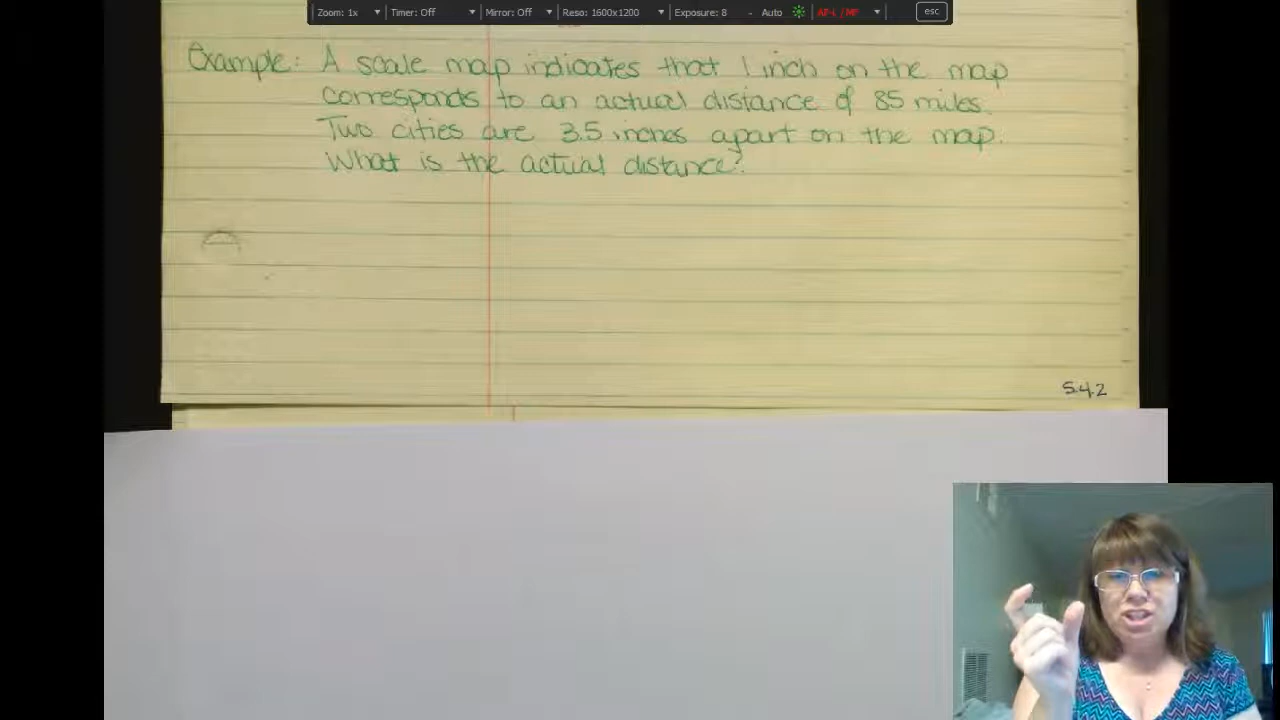 Zoom: 1x Timer: Off Mirror: Off Reso: 1600x1200 Exposure: 8 - Auto AF-L / MF esc
Example: A scale map indicates that 1 inch on the map
corresponds to an actual distance of 85 miles.
Two cities are 3.5 inches apart on the map.
What is the actual distance?
5.4.2